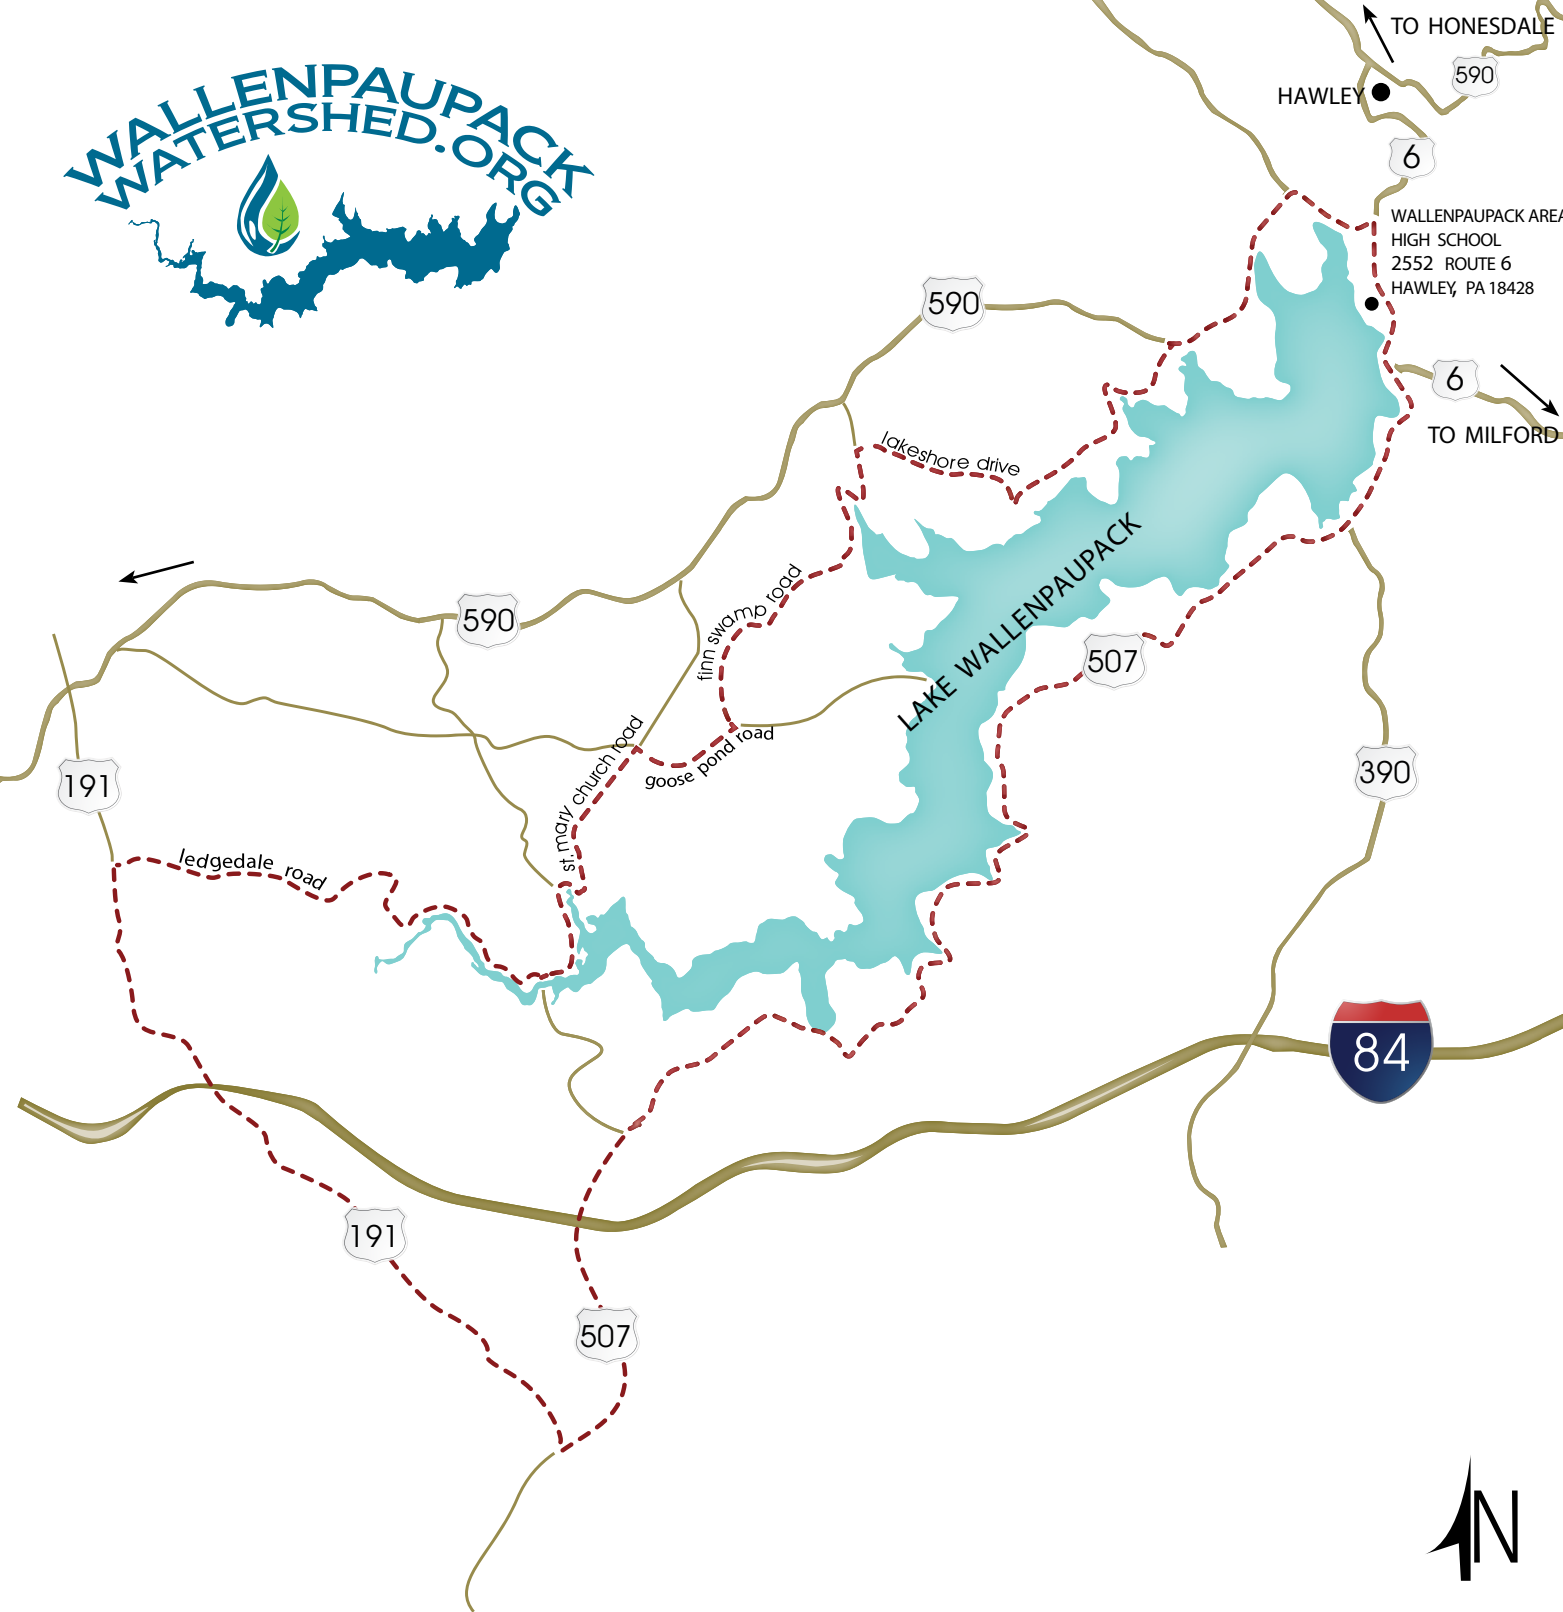 WALLENPAUPACK
WATERSHED.ORG
TO HONESDALE
590
HAWLEY
6
WALLENPAUPACK AREA
HIGH SCHOOL
2552 ROUTE 6
HAWLEY, PA 18428
590
6
TO MILFORD
lakeshore drive
LAKE WALLENPAUPACK
finn swamp road
590
507
goose pond road
st. mary church road
191
390
ledgedale road
84
191
507
N